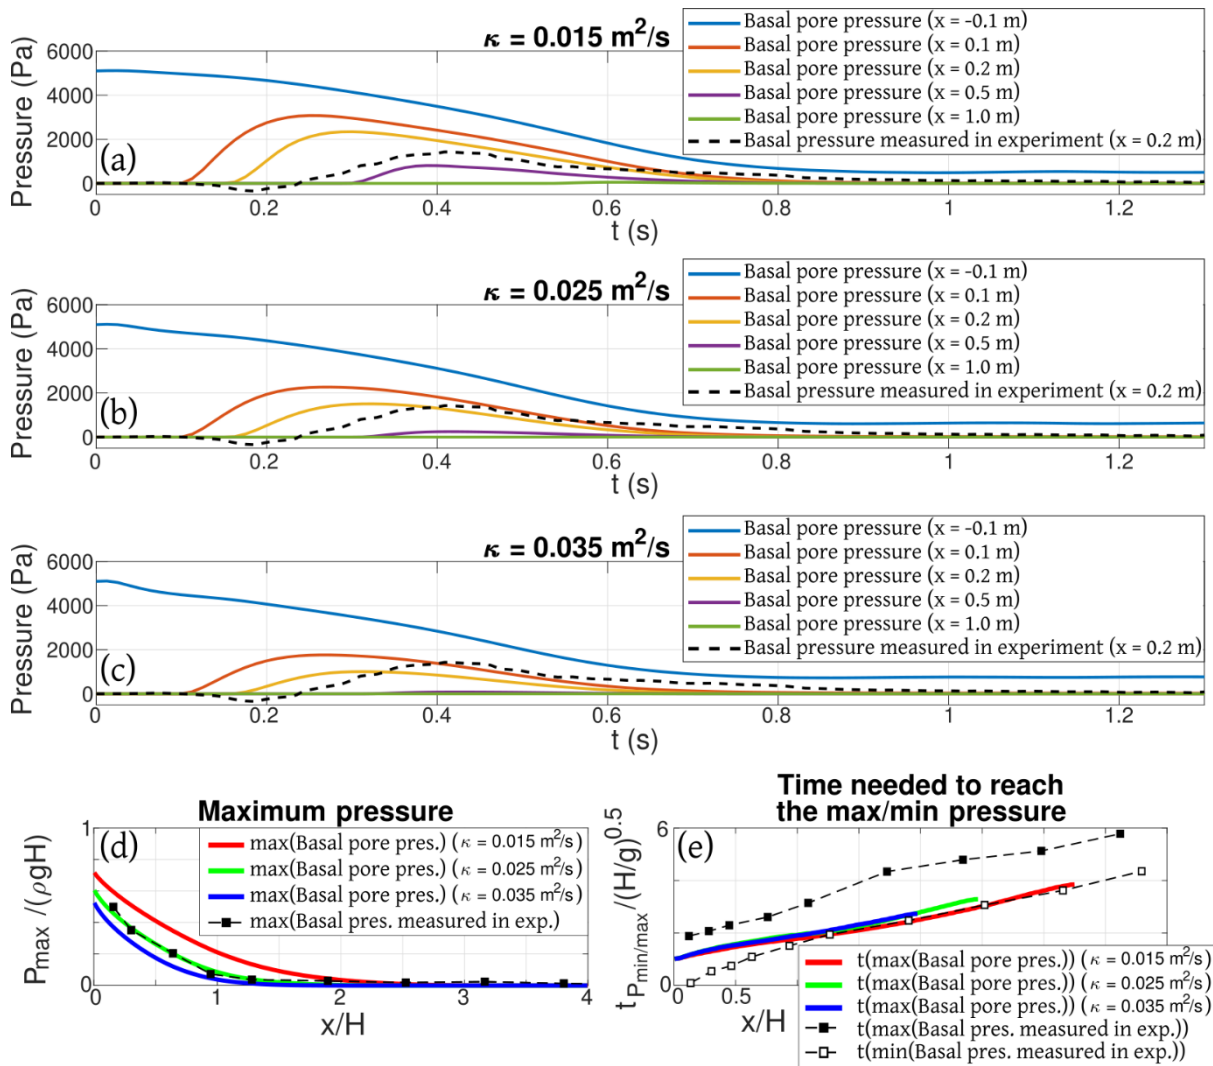 κ = 0.015 m²/s
Basal pore pressure (x = -0.1 m)
Basal pore pressure (x = 0.1 m)
Basal pore pressure (x = 0.2 m)
Basal pore pressure (x = 0.5 m)
Basal pore pressure (x = 1.0 m)
Basal pressure measured in experiment (x = 0.2 m)
Pressure (Pa)
6000
4000
2000
0
(a)
0 0.2 0.4 0.6 0.8 1 1.2
t (s)
κ = 0.025 m²/s
Basal pore pressure (x = -0.1 m)
Basal pore pressure (x = 0.1 m)
Basal pore pressure (x = 0.2 m)
Basal pore pressure (x = 0.5 m)
Basal pore pressure (x = 1.0 m)
Basal pressure measured in experiment (x = 0.2 m)
Pressure (Pa)
6000
4000
2000
0
(b)
0 0.2 0.4 0.6 0.8 1 1.2
t (s)
κ = 0.035 m²/s
Basal pore pressure (x = -0.1 m)
Basal pore pressure (x = 0.1 m)
Basal pore pressure (x = 0.2 m)
Basal pore pressure (x = 0.5 m)
Basal pore pressure (x = 1.0 m)
Basal pressure measured in experiment (x = 0.2 m)
Pressure (Pa)
6000
4000
2000
0
(c)
0 0.2 0.4 0.6 0.8 1 1.2
t (s)
Maximum pressure
P_max /(ρgH)
1
0
(d)
max(Basal pore pres.) (κ = 0.015 m²/s)
max(Basal pore pres.) (κ = 0.025 m²/s)
max(Basal pore pres.) (κ = 0.035 m²/s)
max(Basal pres. measured in exp.)
0 1 2 3 4
x/H
Time needed to reach
the max/min pressure
t_P_min/max /(H/g)^0.5
6
0
(e)
0 0.5
x/H
t(max(Basal pore pres.)) (κ = 0.015 m²/s)
t(max(Basal pore pres.)) (κ = 0.025 m²/s)
t(max(Basal pore pres.)) (κ = 0.035 m²/s)
t(max(Basal pres. measured in exp.))
t(min(Basal pres. measured in exp.))